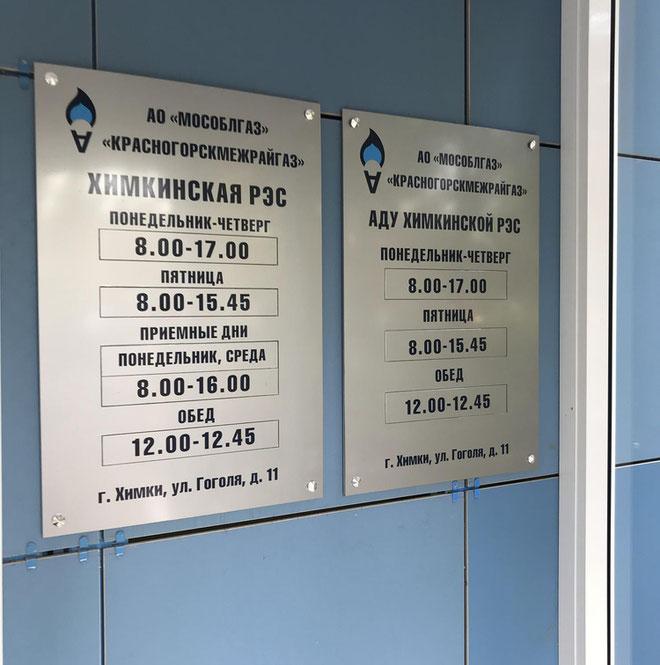 АО «МОСОБЛГАЗ»
«КРАСНОГОРСКМЕЖРАЙГАЗ»
ХИМКИНСКАЯ РЭС
ПОНЕДЕЛЬНИК-ЧЕТВЕРГ
8.00-17.00
ПЯТНИЦА
8.00-15.45
ПРИЕМНЫЕ ДНИ
ПОНЕДЕЛЬНИК, СРЕДА
8.00-16.00
ОБЕД
12.00-12.45
г. Химки, ул. Гоголя, д. 11
АО «МОСОБЛГАЗ»
«КРАСНОГОРСКМЕЖРАЙГАЗ»
АДУ ХИМКИНСКОЙ РЭС
ПОНЕДЕЛЬНИК-ЧЕТВЕРГ
8.00-17.00
ПЯТНИЦА
8.00-15.45
ОБЕД
12.00-12.45
г. Химки, ул. Гоголя, д. 11